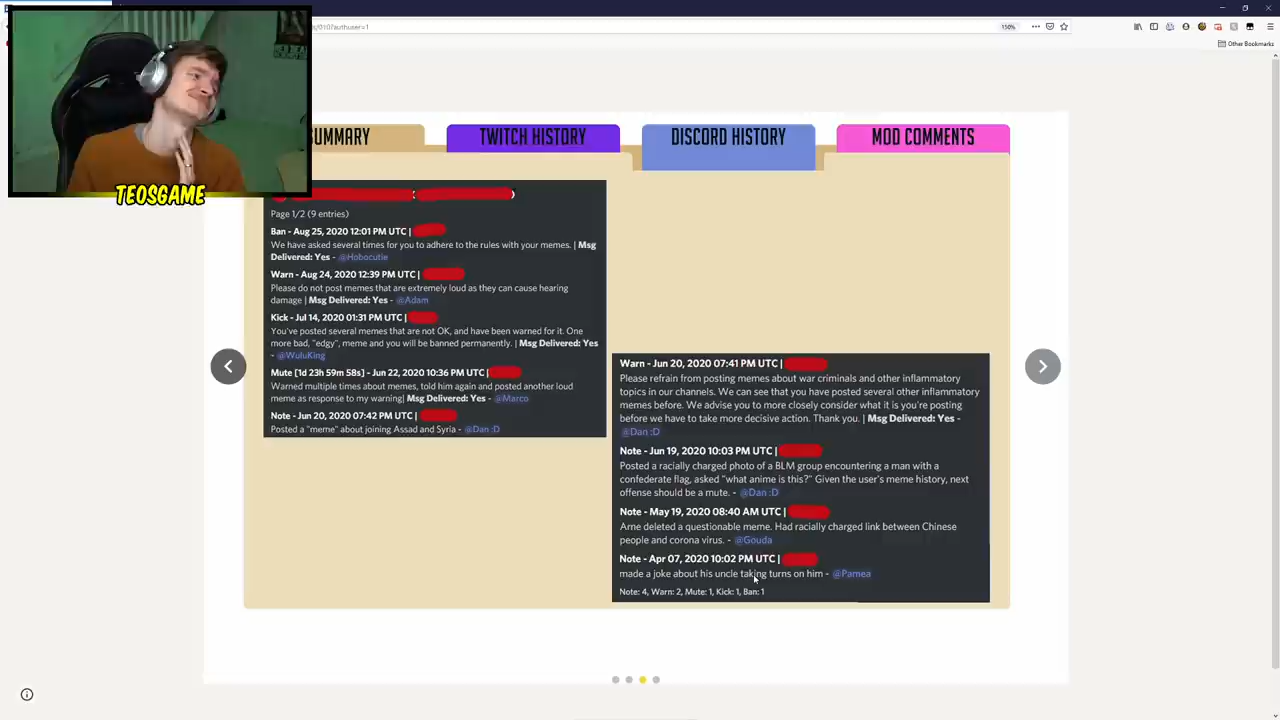 s/0107authuser=1
150%
Other Bookmarks
TEOSGAME
SUMMARY
TWITCH HISTORY
DISCORD HISTORY
MOD COMMENTS
Page 1/2 (9 entries)
Ban - Aug 25, 2020 12:01 PM UTC |
We have asked several times for you to adhere to the rules with your memes. | Msg
Delivered: Yes - @Hobocutie
Warn - Aug 24, 2020 12:39 PM UTC |
Please do not post memes that are extremely loud as they can cause hearing
damage | Msg Delivered: Yes - @Adam
Kick - Jul 14, 2020 01:31 PM UTC |
You've posted several memes that are not OK, and have been warned for it. One
more bad, "edgy", meme and you will be banned permanently. | Msg Delivered: Yes
- @WuluKing
Mute [1d 23h 59m 58s] - Jun 22, 2020 10:36 PM UTC |
Warned multiple times about memes, told him again and posted another loud
meme as response to my warning| Msg Delivered: Yes - @Marco
Note - Jun 20, 2020 07:42 PM UTC |
Posted a "meme" about joining Assad and Syria - @Dan :D
Warn - Jun 20, 2020 07:41 PM UTC |
Please refrain from posting memes about war criminals and other inflammatory
topics in our channels. We can see that you have posted several other inflammatory
memes before. We advise you to more closely consider what it is you're posting
before we have to take more decisive action. Thank you. | Msg Delivered: Yes -
@Dan :D
Note - Jun 19, 2020 10:03 PM UTC |
Posted a racially charged photo of a BLM group encountering a man with a
confederate flag, asked "what anime is this?" Given the user's meme history, next
offense should be a mute. - @Dan :D
Note - May 19, 2020 08:40 AM UTC |
Arne deleted a questionable meme. Had racially charged link between Chinese
people and corona virus. - @Gouda
Note - Apr 07, 2020 10:02 PM UTC |
made a joke about his uncle taking turns on him - @Pamea
Note: 4, Warn: 2, Mute: 1, Kick: 1, Ban: 1